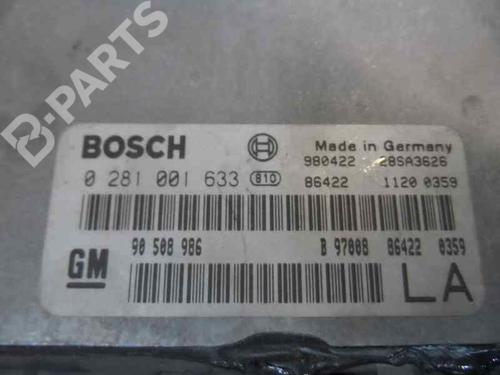 B-PARTS
BOSCH
Made in Germany
980422 28SA3626
0 281 001 633 810 86422 1120 0359
90 508 986 B 97008 86422 0359
GM
LA